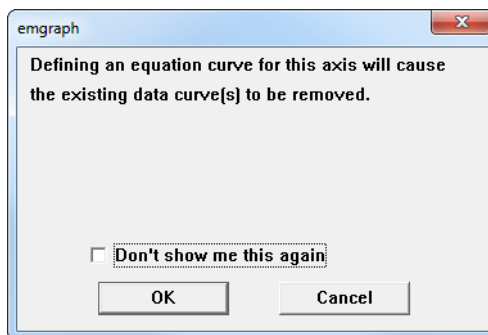 emgraph
Defining an equation curve for this axis will cause
the existing data curve(s) to be removed.
Don't show me this again
OK
Cancel